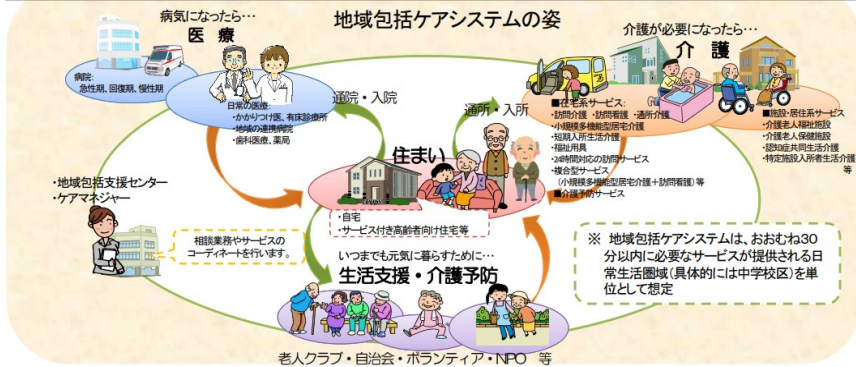 地域包括ケアシステムの姿
病気になったら…
医 療
病院:
急性期、回復期、慢性期
日常の医療:
・かかりつけ医、有床診療所
・地域の連携病院
・歯科医療、薬局
通院・入院
通所・入所
介護が必要になったら…
介 護
■在宅系サービス:
・訪問介護 ・訪問看護 ・通所介護
・小規模多機能型居宅介護
・短期入所生活介護
・福祉用具
・24時間対応の訪問サービス
・複合型サービス
（小規模多機能型居宅介護＋訪問看護）等
■介護予防サービス
■施設・居住系サービス
・介護老人福祉施設
・介護老人保健施設
・認知症共同生活介護
・特定施設入所者生活介護
等
住まい
・自宅
・サービス付き高齢者向け住宅等
・地域包括支援センター
・ケアマネジャー
相談業務やサービスの
コーディネートを行います。
いつまでも元気に暮らすために…
生活支援・介護予防
老人クラブ・自治会・ボランティア・NPO 等
※ 地域包括ケアシステムは、おおむね30
分以内に必要なサービスが提供される日
常生活圏域（具体的には中学校区）を単
位として想定